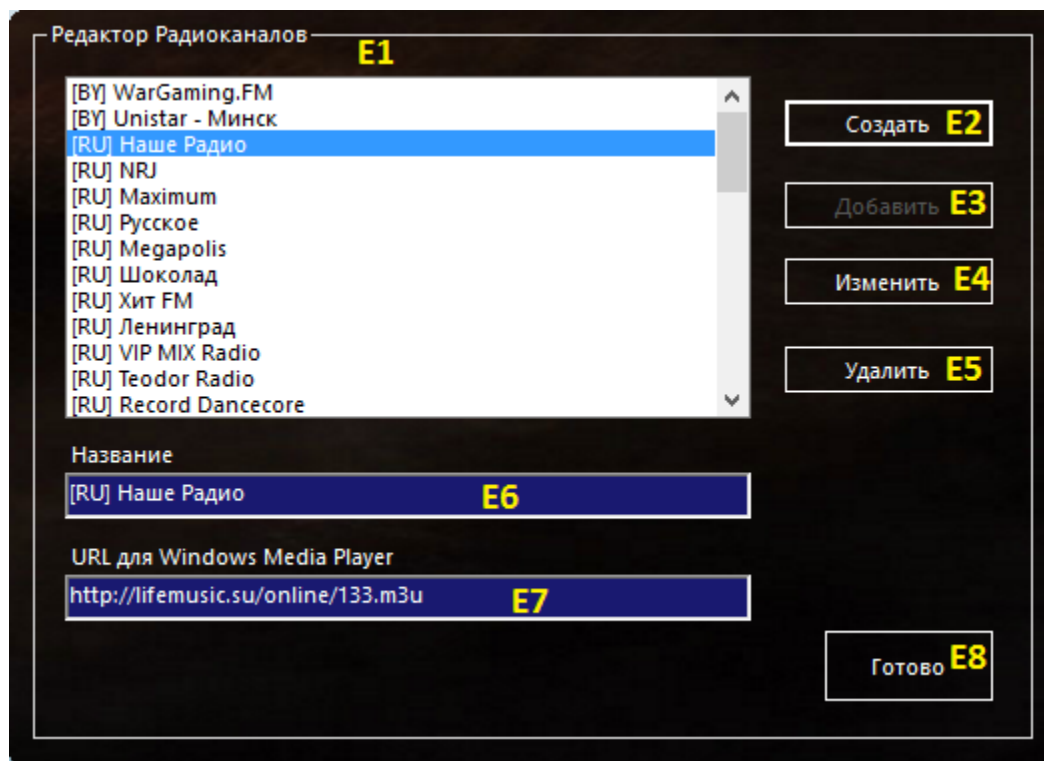 Редактор Радиоканалов
E1
[BY] WarGaming.FM
[BY] Unistar - Минск
[RU] Наше Радио
[RU] NRJ
[RU] Maximum
[RU] Русское
[RU] Megapolis
[RU] Шоколад
[RU] Хит FM
[RU] Ленинград
[RU] VIP MIX Radio
[RU] Teodor Radio
[RU] Record Dancecore
Создать E2
Добавить E3
Изменить E4
Удалить E5
Название
[RU] Наше Радио E6
URL для Windows Media Player
http://lifemusic.su/online/133.m3u E7
Готово E8